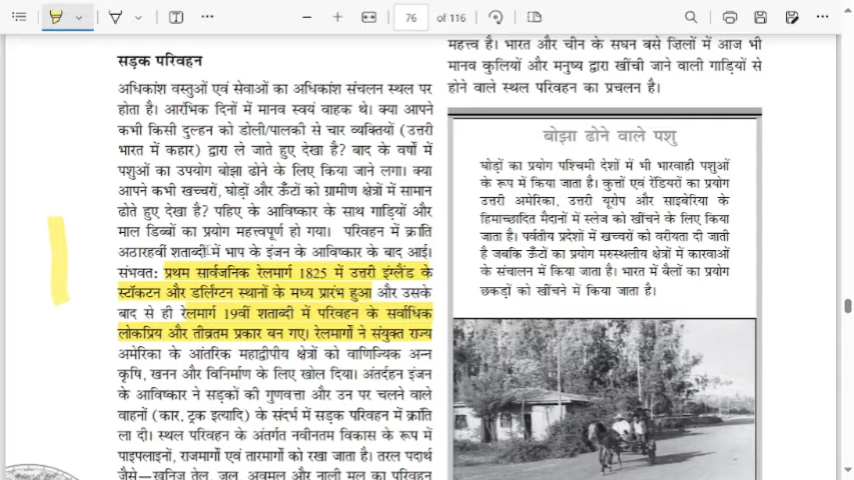 76 of 116
सड़क परिवहन
अधिकांश वस्तुओं एवं सेवाओं का अधिकांश संचलन स्थल पर
होता है। आरंभिक दिनों में मानव स्वयं वाहक थे। क्या आपने
कभी किसी दुल्हन को डोली/पालकी से चार व्यक्तियों (उत्तरी
भारत में कहार) द्वारा ले जाते हुए देखा है? बाद के वर्षों में
पशुओं का उपयोग बोझा ढोने के लिए किया जाने लगा। क्या
आपने कभी खच्चरों, घोड़ों और ऊँटों को ग्रामीण क्षेत्रों में सामान
ढोते हुए देखा है? पहिए के आविष्कार के साथ गाड़ियों और
माल डिब्बों का प्रयोग महत्त्वपूर्ण हो गया। परिवहन में क्रांति
अठारहवीं शताब्दी में भाप के इंजन के आविष्कार के बाद आई।
संभवत: प्रथम सार्वजनिक रेलमार्ग 1825 में उत्तरी इंग्लैंड के
स्टॉकटन और डर्लिंग्टन स्थानों के मध्य प्रारंभ हुआ और उसके
बाद से ही रेलमार्ग 19वीं शताब्दी में परिवहन के सर्वाधिक
लोकप्रिय और तीव्रतम प्रकार बन गए। रेलमार्गों ने संयुक्त राज्य
अमेरिका के आंतरिक महाद्वीपीय क्षेत्रों को वाणिज्यिक अन्न
कृषि, खनन और विनिर्माण के लिए खोल दिया। अंतर्दहन इंजन
के आविष्कार ने सड़कों की गुणवत्ता और उन पर चलने वाले
वाहनों (कार, ट्रक इत्यादि) के संदर्भ में सड़क परिवहन में क्रांति
ला दी। स्थल परिवहन के अंतर्गत नवीनतम विकास के रूप में
पाइपलाइनों, राजमार्गों एवं तारमार्गों को रखा जाता है। तरल पदार्थ
जैसे—खनिज तेल, जल, अवमल और नाली मल का परिवहन
महत्त्व है। भारत और चीन के सघन बसे ज़िलों में आज भी
मानव कुलियों और मनुष्य द्वारा खींची जाने वाली गाड़ियों से
होने वाले स्थल परिवहन का प्रचलन है।
बोझा ढोने वाले पशु
घोड़ों का प्रयोग पश्चिमी देशों में भी भारवाही पशुओं
के रूप में किया जाता है। कुत्तों एवं रेंडियरों का प्रयोग
उत्तरी अमेरिका, उत्तरी यूरोप और साइबेरिया के
हिमाच्छादित मैदानों में स्लेज को खींचने के लिए किया
जाता है। पर्वतीय प्रदेशों में खच्चरों को वरीयता दी जाती
है जबकि ऊँटों का प्रयोग मरुस्थलीय क्षेत्रों में कारवाओं
के संचालन में किया जाता है। भारत में बैलों का प्रयोग
छकड़ों को खींचने में किया जाता है।